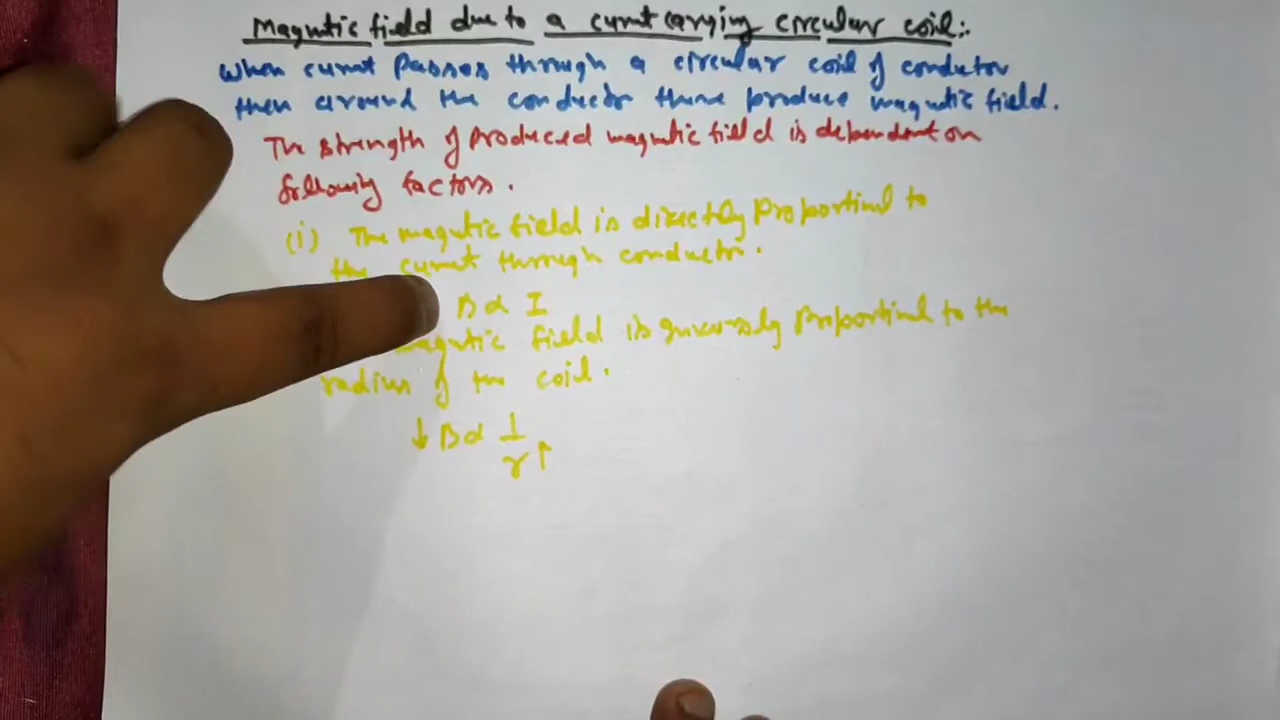 Magnetic field due to a current carrying circular coil:-
When current passes through a circular coil of conductor
then around the conductor there produce magnetic field.
The strength of produced magnetic field is dependent on
following factors.
(i) The magnetic field is directly proportional to
the current through conductor.
B α I
magnetic field is inversely proportional to the
radius of the coil.
↓ B α 1/r ↑